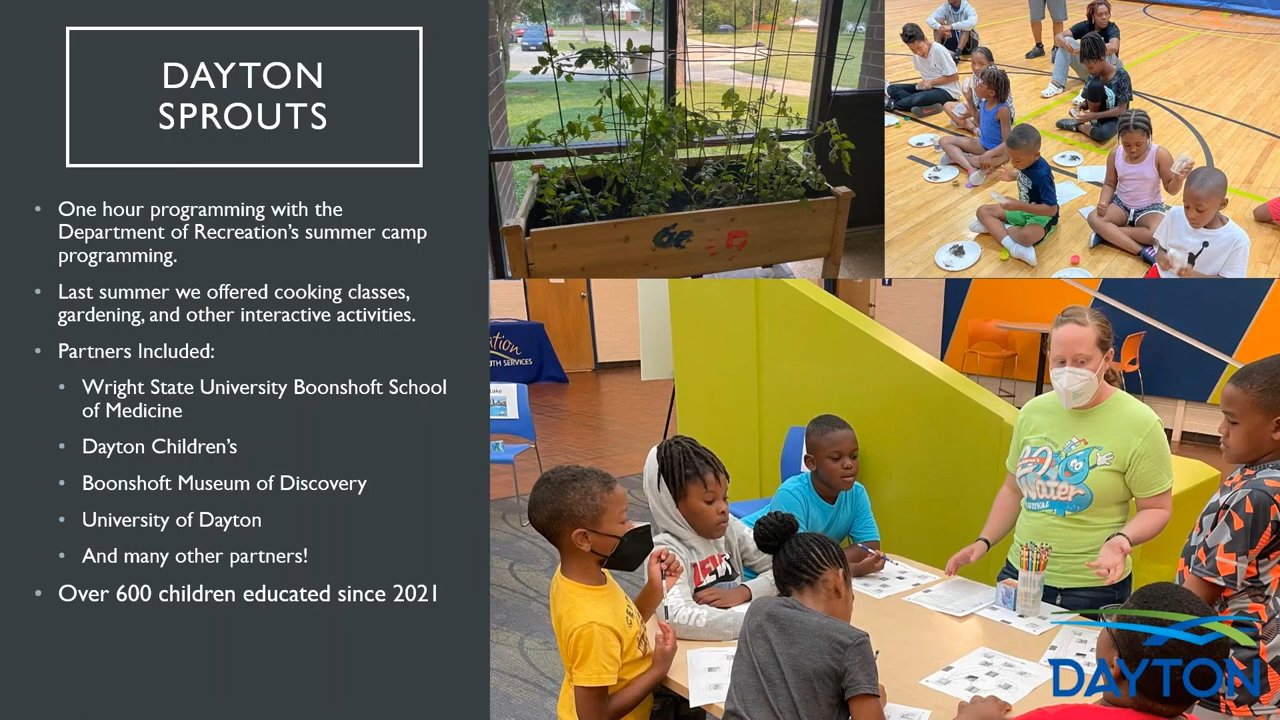 DAYTON
SPROUTS
• One hour programming with the
Department of Recreation's summer camp
programming.
• Last summer we offered cooking classes,
gardening, and other interactive activities.
• Partners Included:
• Wright State University Boonshoft School
of Medicine
• Dayton Children's
• Boonshoft Museum of Discovery
• University of Dayton
• And many other partners!
• Over 600 children educated since 2021
Lake
Water
DAYTON